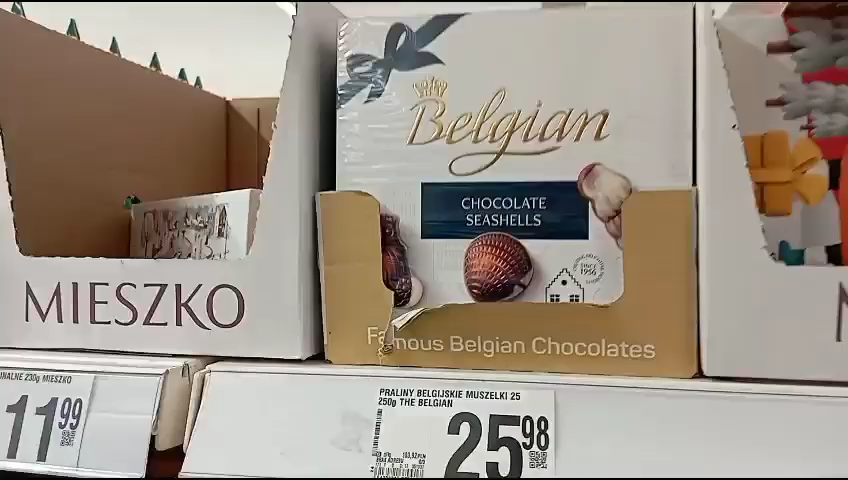 Belgian
CHOCOLATE
SEASHELLS
SINCE
1956
MIESZKO
Famous Belgian Chocolates
230g MIESZKO
11 99
PRALINY BELGIJSKIE MUSZELKI 25
250g THE BELGIAN
25 98